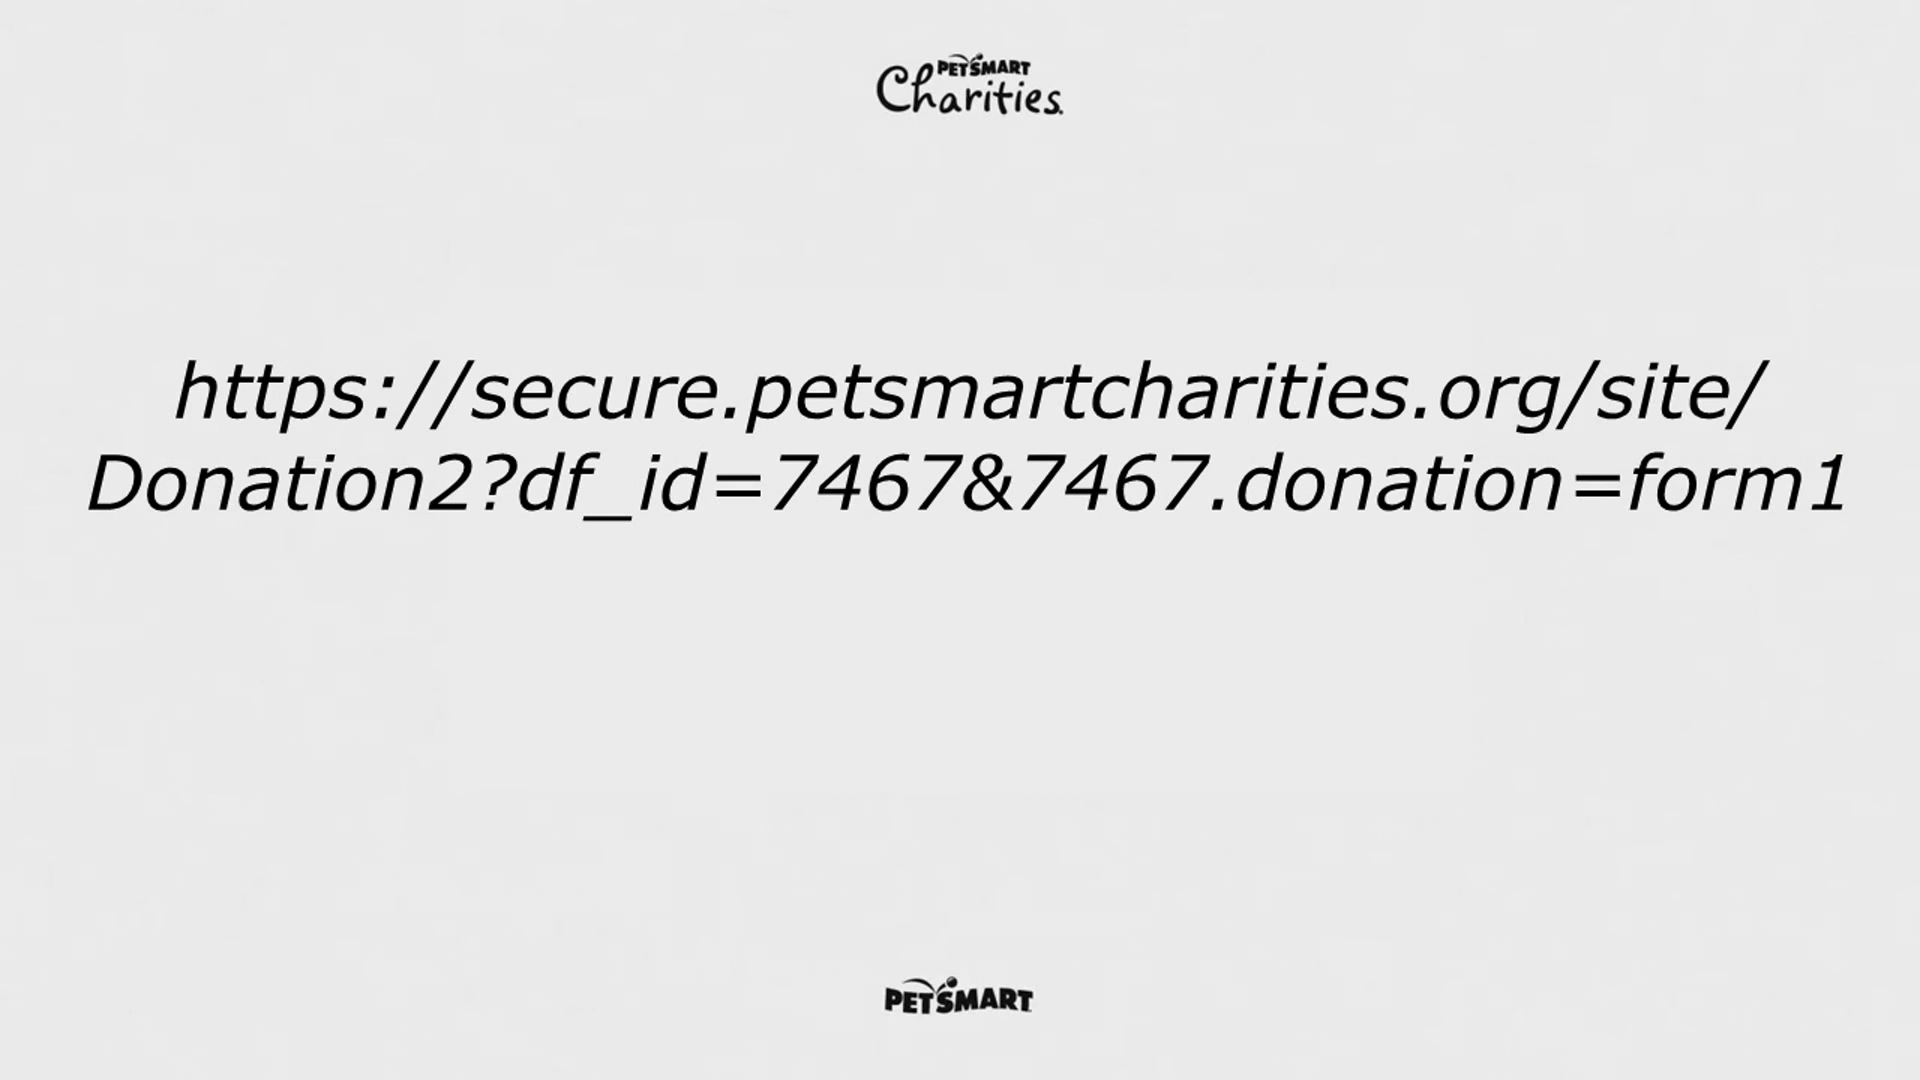 PETSMART
Charities.
https://secure.petsmartcharities.org/site/
Donation2?df_id=7467&7467.donation=form1
PETSMART